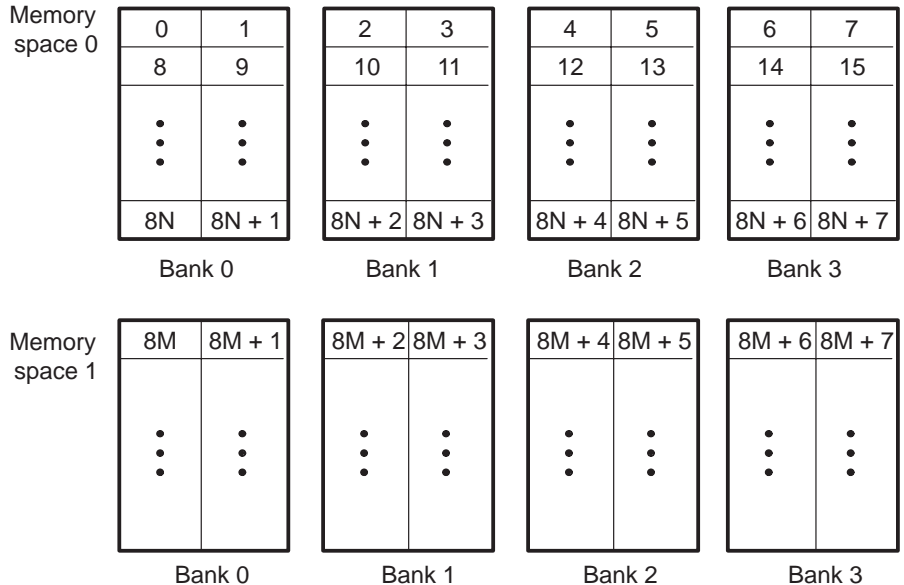 Memory space 0
0 1 2 3 4 5 6 7
8 9 10 11 12 13 14 15
8N 8N + 1 8N + 2 8N + 3 8N + 4 8N + 5 8N + 6 8N + 7
Bank 0 Bank 1 Bank 2 Bank 3
Memory space 1
8M 8M + 1 8M + 2 8M + 3 8M + 4 8M + 5 8M + 6 8M + 7
Bank 0 Bank 1 Bank 2 Bank 3